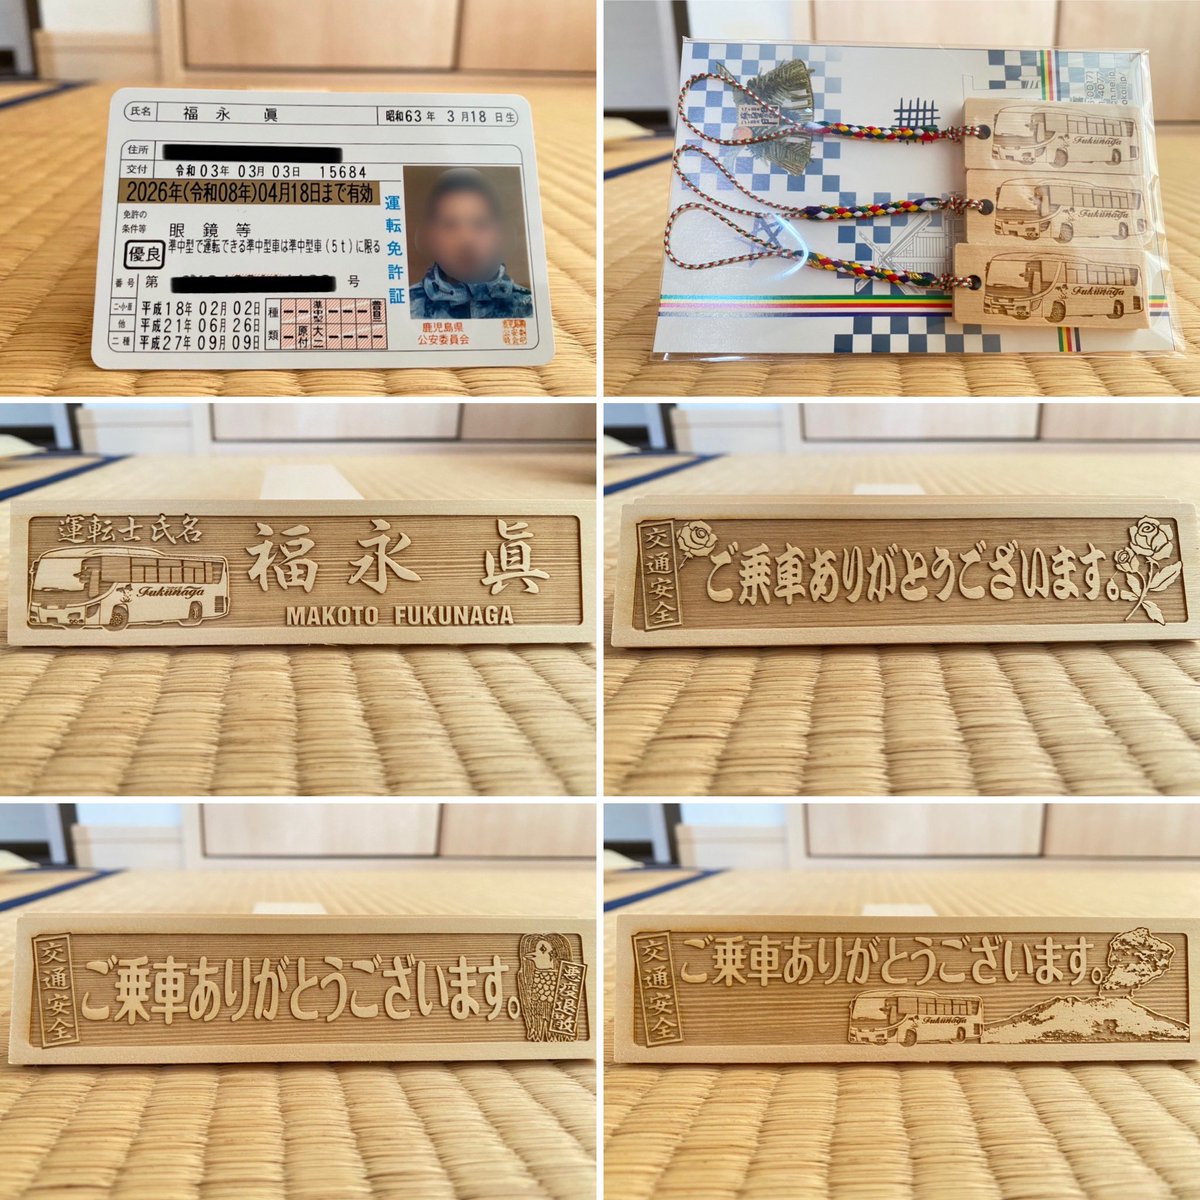 氏名 福永 眞 昭和63年 3月18日生
住所
交付 令和03年03月03日 15684
2026年(令和08年)04月18日まで有効
免許の
条件等
眼鏡等
準中型で運転できる準中型車は準中型車(5t)に限る
優良
番号 第 号
二・小・原 平成18年02月02日
他 平成21年06月26日
二種 平成27年09月09日
種類
原付
大二
運転免許証
鹿児島県
公安委員会
Fukunaga
Fukunaga
Fukunaga
運転士氏名
福永 眞
Fukunaga
MAKOTO FUKUNAGA
交通安全
ご乗車ありがとうございます。
交通安全
ご乗車ありがとうございます。
悪疫退散
交通安全
ご乗車ありがとうございます。
Fukunaga